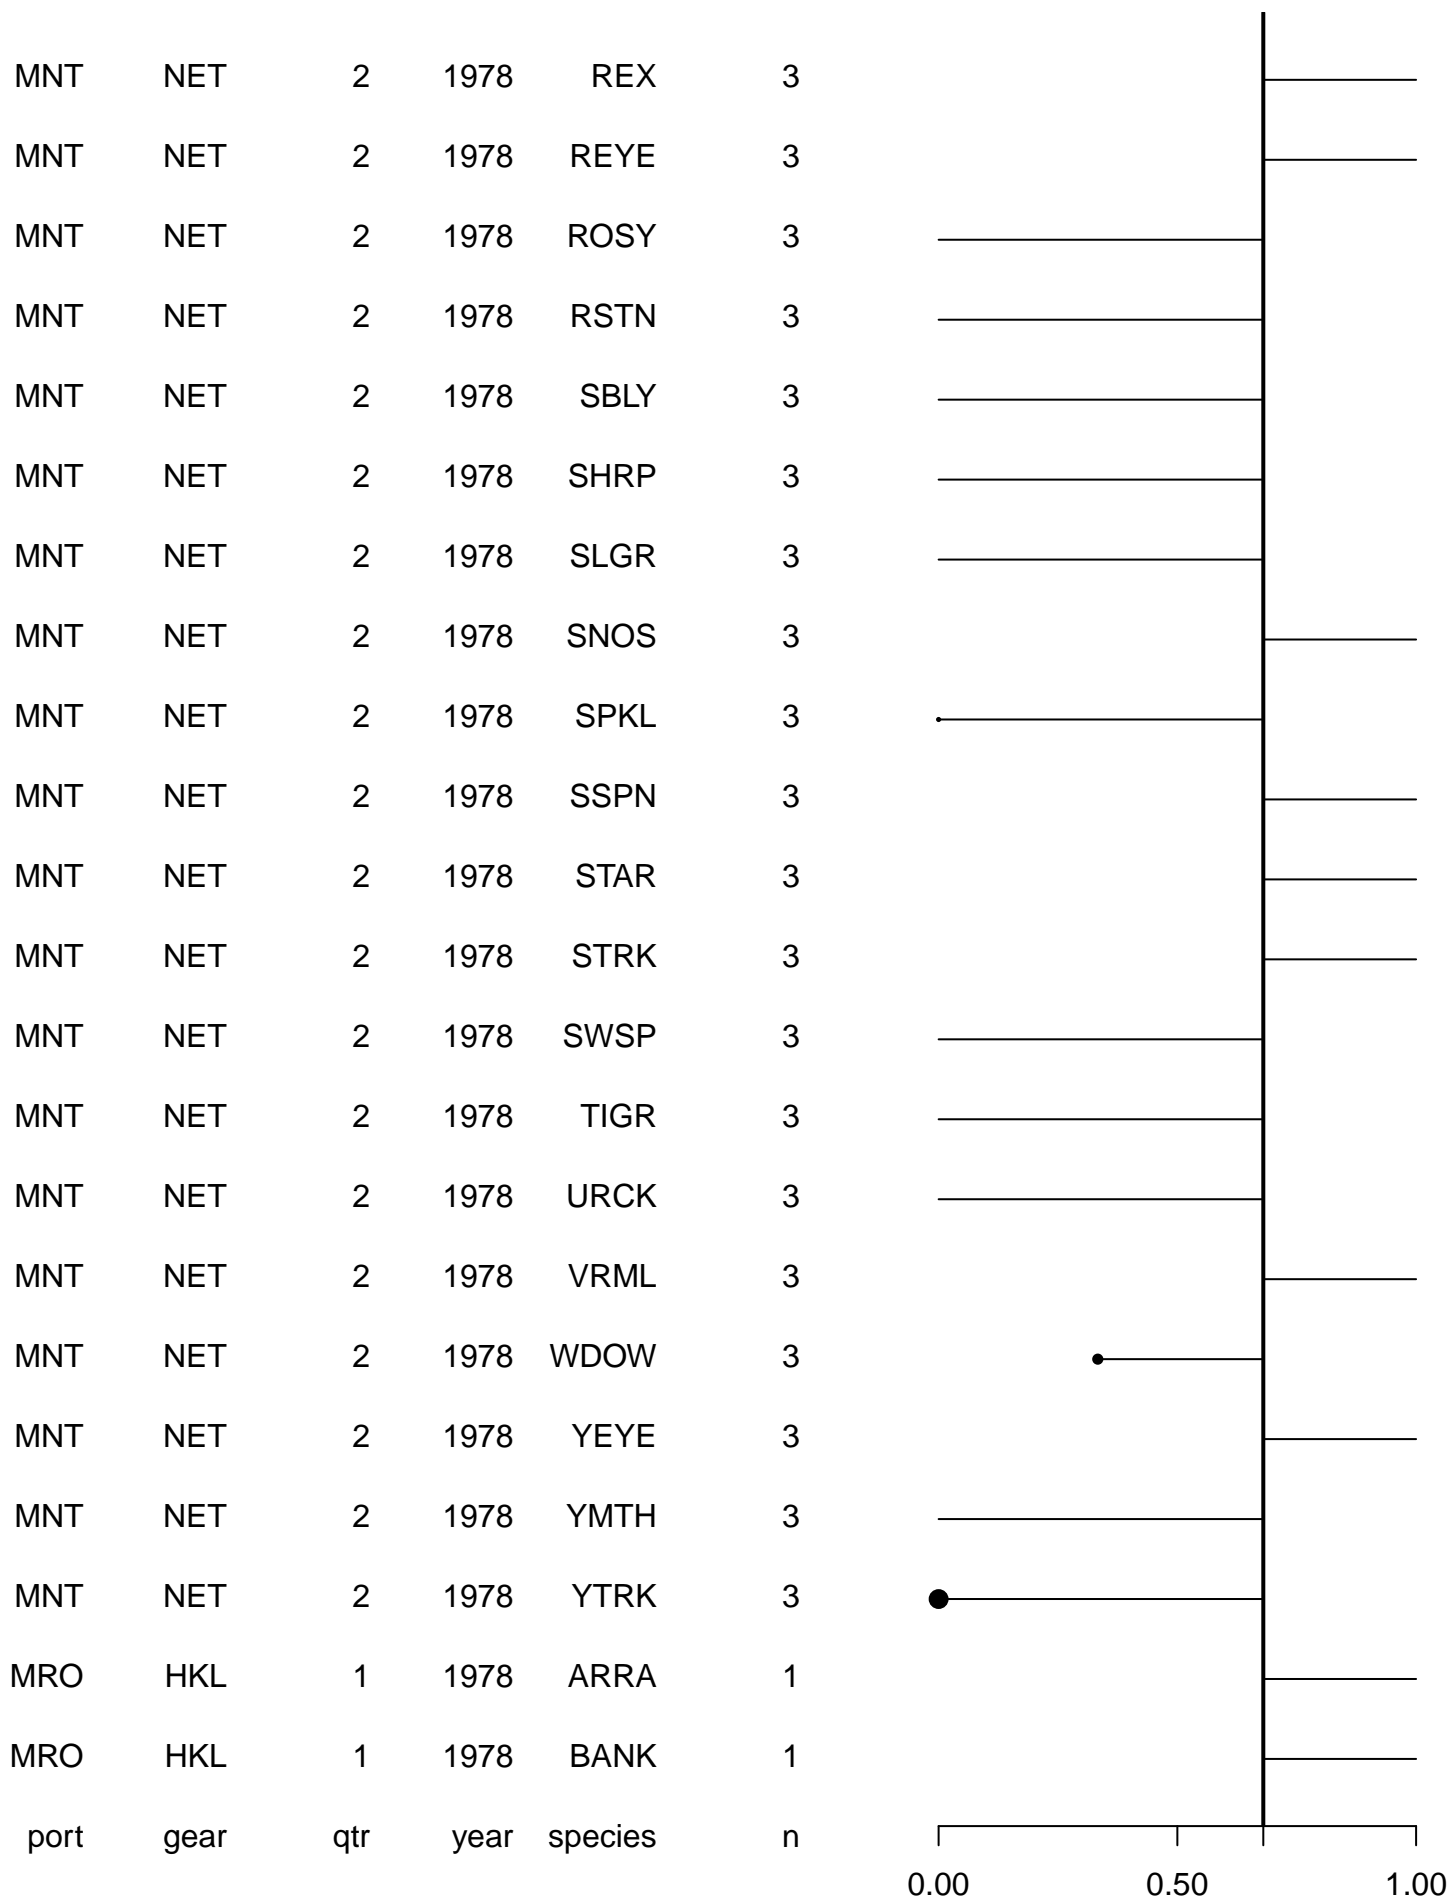 MNT NET 2 1978 REX 3
MNT NET 2 1978 REYE 3
MNT NET 2 1978 ROSY 3
MNT NET 2 1978 RSTN 3
MNT NET 2 1978 SBLY 3
MNT NET 2 1978 SHRP 3
MNT NET 2 1978 SLGR 3
MNT NET 2 1978 SNOS 3
MNT NET 2 1978 SPKL 3
MNT NET 2 1978 SSPN 3
MNT NET 2 1978 STAR 3
MNT NET 2 1978 STRK 3
MNT NET 2 1978 SWSP 3
MNT NET 2 1978 TIGR 3
MNT NET 2 1978 URCK 3
MNT NET 2 1978 VRML 3
MNT NET 2 1978 WDOW 3
MNT NET 2 1978 YEYE 3
MNT NET 2 1978 YMTH 3
MNT NET 2 1978 YTRK 3
MRO HKL 1 1978 ARRA 1
MRO HKL 1 1978 BANK 1
port gear qtr year species n
0.00 0.50 1.00